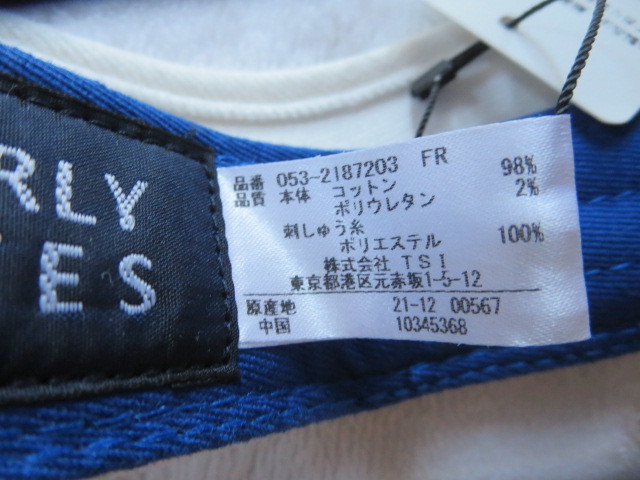 RLY
ES
品番 053-2187203 FR
品質 本体 コットン 98%
ポリウレタン 2%
刺しゅう糸
ポリエステル 100%
株式会社 TSI
東京都港区元赤坂1-5-12
原産地 21-12 00567
中国 10345368